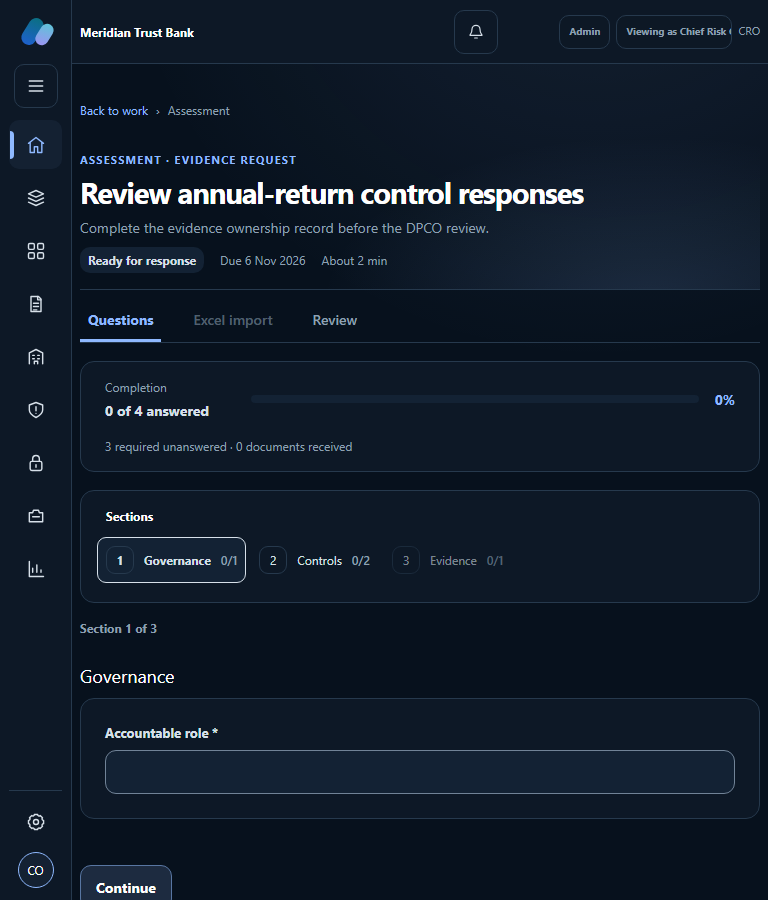 Meridian Trust Bank
Admin
Viewing as Chief Risk
CRO
Back to work › Assessment
ASSESSMENT · EVIDENCE REQUEST
Review annual-return control responses
Complete the evidence ownership record before the DPCO review.
Ready for response Due 6 Nov 2026 About 2 min
Questions Excel import Review
Completion
0 of 4 answered
0%
3 required unanswered · 0 documents received
Sections
1 Governance 0/1 2 Controls 0/2 3 Evidence 0/1
Section 1 of 3
Governance
Accountable role *
CO
Continue